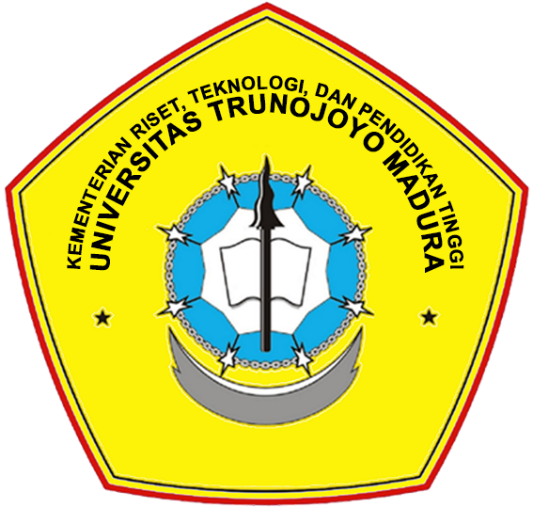 KEMENTERIAN RISET, TEKNOLOGI, DAN PENDIDIKAN TINGGI
UNIVERSITAS TRUNOJOYO MADURA